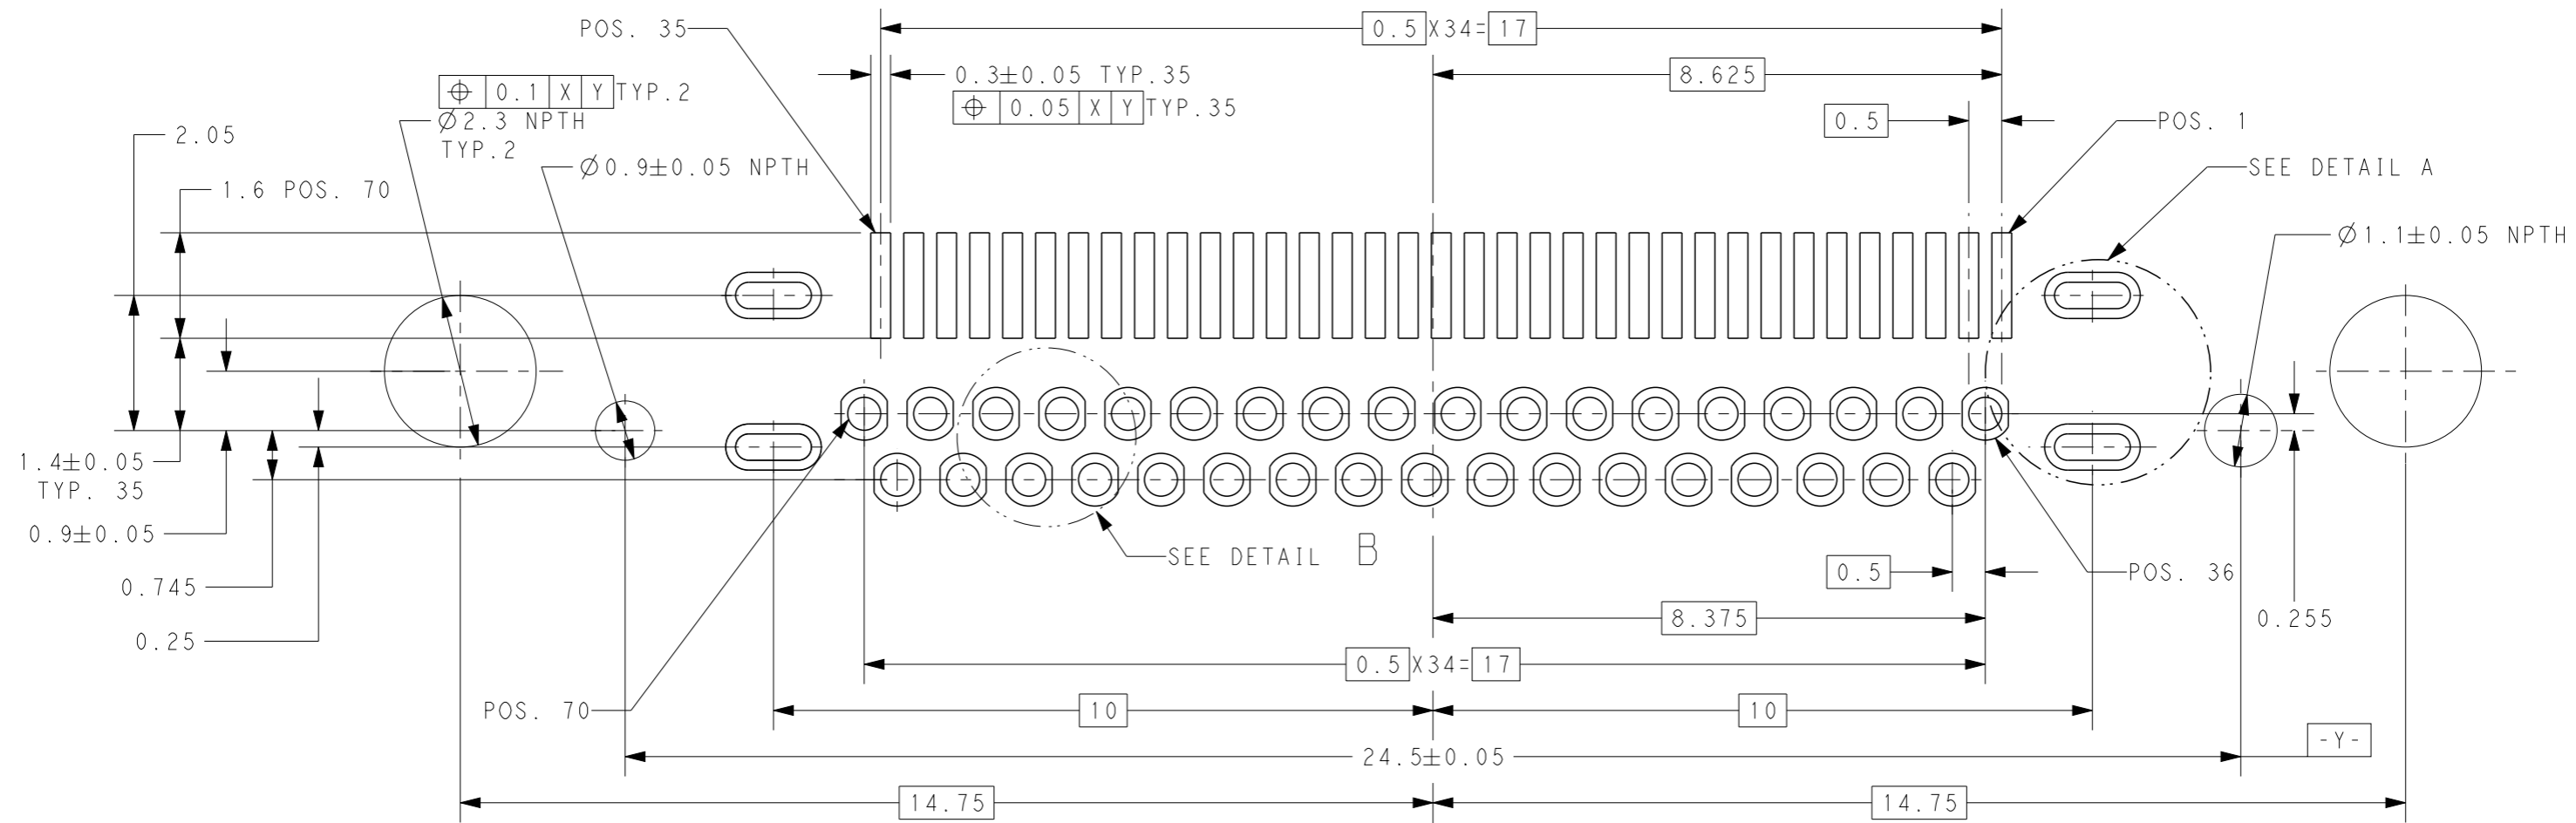 POS. 35
0.5 X34= 17
⌖ 0.1 X Y TYP.2
0.3±0.05 TYP.35
8.625
⌖ 0.05 X Y TYP.35
2.05
Ø2.3 NPTH
TYP.2
0.5
POS. 1
Ø0.9±0.05 NPTH
SEE DETAIL A
1.6 POS. 70
Ø1.1±0.05 NPTH
1.4±0.05
TYP. 35
0.9±0.05
SEE DETAIL B
0.745
0.5
POS. 36
0.25
8.375
0.255
0.5 X34= 17
POS. 70
10
10
24.5±0.05
-Y-
14.75
14.75